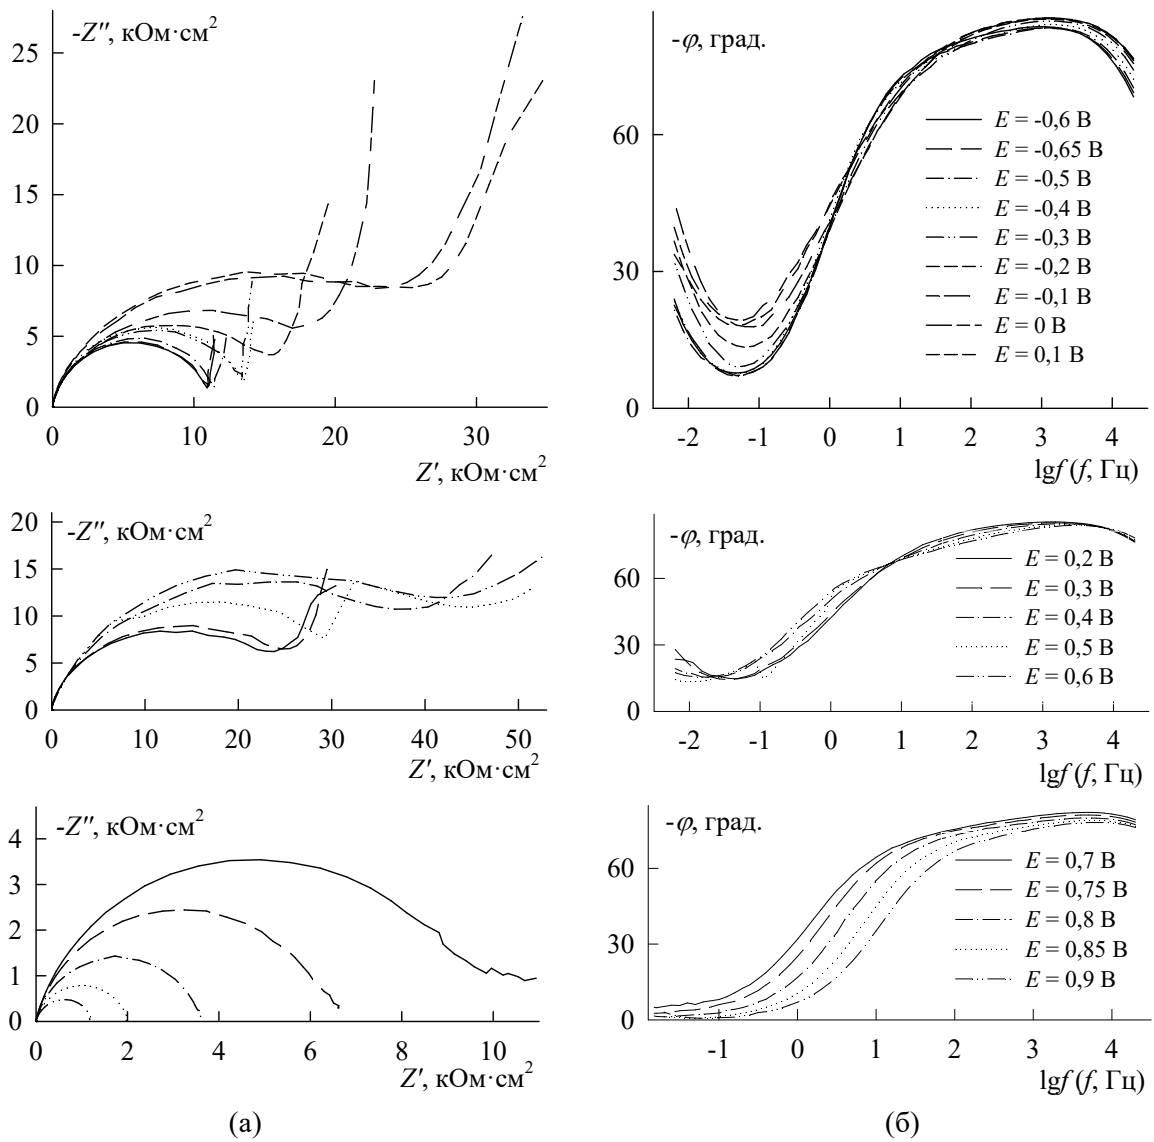 -Z'', кОм·см²
25
20
15
10
5
0
0 10 20 30
Z', кОм·см²
-φ, град.
60
30
0
E = -0,6 В
E = -0,65 В
E = -0,5 В
E = -0,4 В
E = -0,3 В
E = -0,2 В
E = -0,1 В
E = 0 В
E = 0,1 В
-2 -1 0 1 2 3 4
lgf (f, Гц)
20
-Z'', кОм·см²
15
10
5
0
0 10 20 30 40 50
Z', кОм·см²
-φ, град.
60
30
0
E = 0,2 В
E = 0,3 В
E = 0,4 В
E = 0,5 В
E = 0,6 В
-2 -1 0 1 2 3 4
lgf (f, Гц)
-Z'', кОм·см²
4
3
2
1
0
0 2 4 6 8 10
Z', кОм·см²
-φ, град.
60
30
0
E = 0,7 В
E = 0,75 В
E = 0,8 В
E = 0,85 В
E = 0,9 В
-1 0 1 2 3 4
lgf (f, Гц)
(а)
(б)